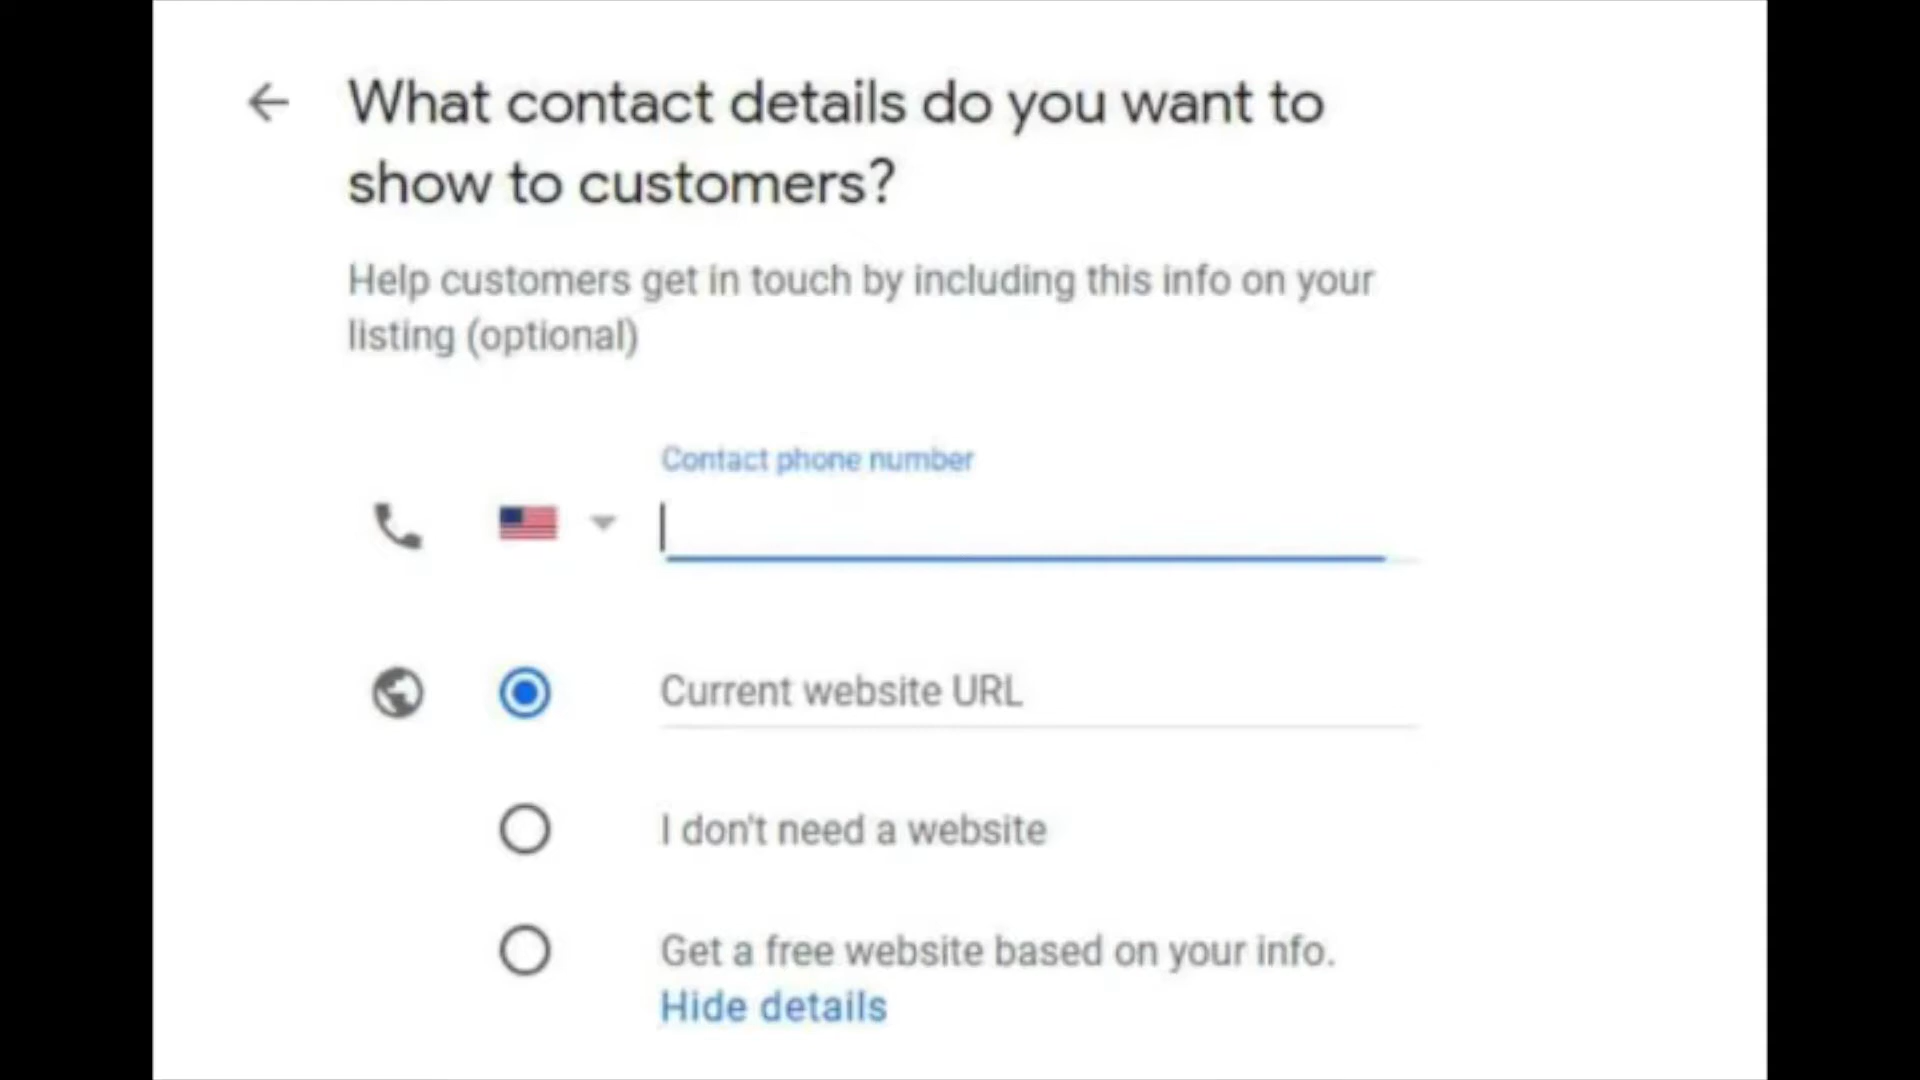 What contact details do you want to
show to customers?
Help customers get in touch by including this info on your
listing (optional)
Contact phone number
Current website URL
I don't need a website
Get a free website based on your info.
Hide details